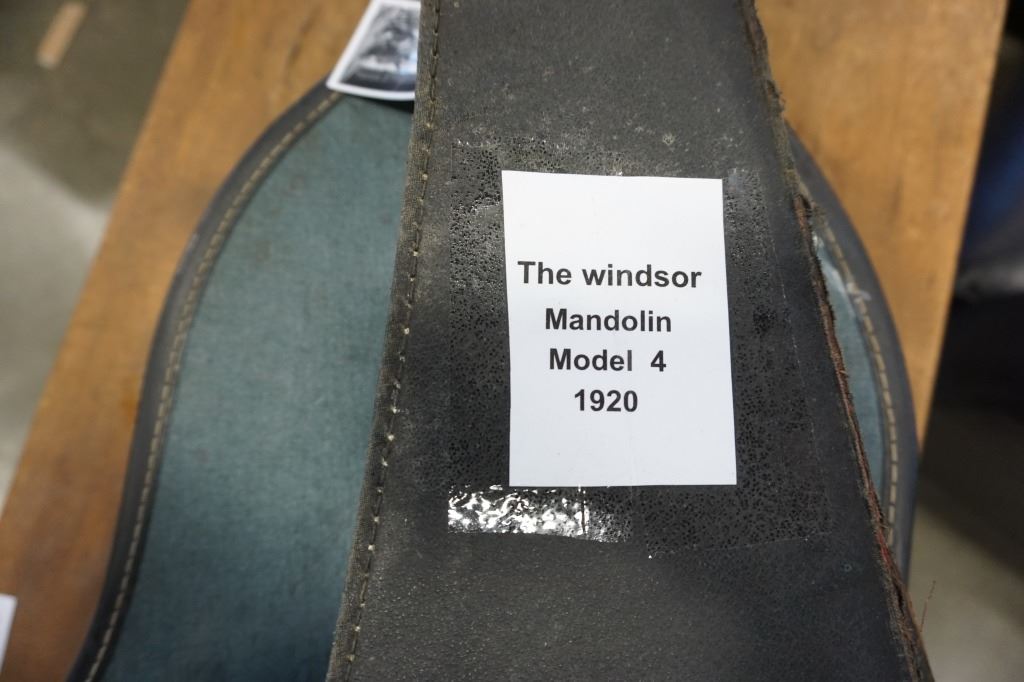 The windsor
Mandolin
Model 4
1920